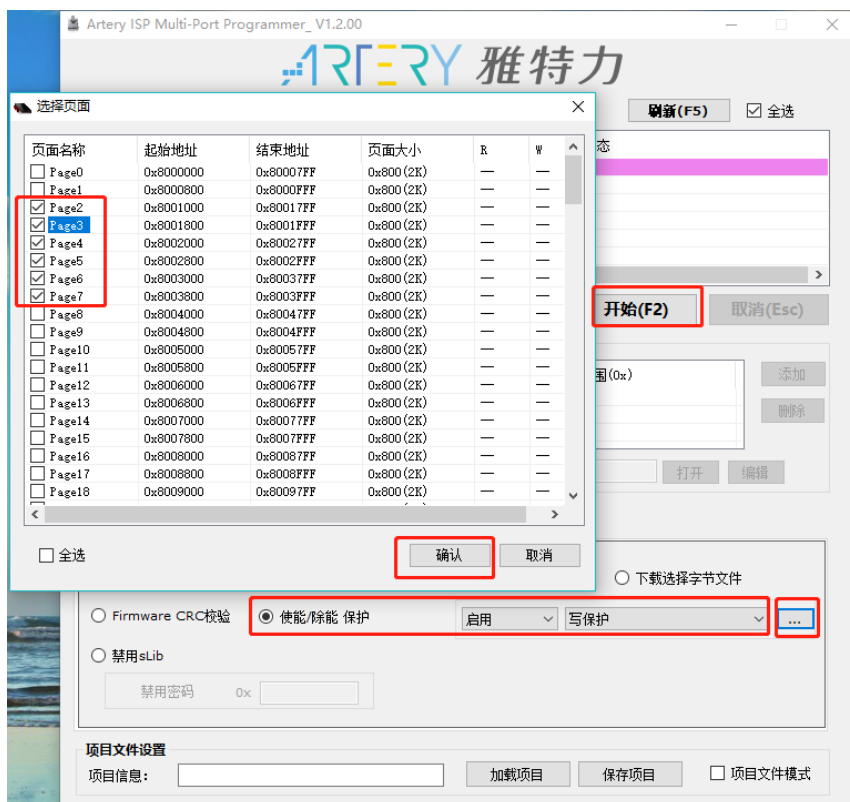 Artery ISP Multi-Port Programmer_ V1.2.00
ARTERY 雅特力
选择页面
刷新(F5) 全选
页面名称 起始地址 结束地址 页面大小 R W
态
Page0 0x8000000 0x80007FF 0x800(2K) — —
Page1 0x8000800 0x8000FFF 0x800(2K) — —
Page2 0x8001000 0x80017FF 0x800(2K) — —
Page3 0x8001800 0x8001FFF 0x800(2K) — —
Page4 0x8002000 0x80027FF 0x800(2K) — —
Page5 0x8002800 0x8002FFF 0x800(2K) — —
Page6 0x8003000 0x80037FF 0x800(2K) — —
Page7 0x8003800 0x8003FFF 0x800(2K) — —
Page8 0x8004000 0x80047FF 0x800(2K) — —
Page9 0x8004800 0x8004FFF 0x800(2K) — —
Page10 0x8005000 0x80057FF 0x800(2K) — —
Page11 0x8005800 0x8005FFF 0x800(2K) — —
Page12 0x8006000 0x80067FF 0x800(2K) — —
Page13 0x8006800 0x8006FFF 0x800(2K) — —
Page14 0x8007000 0x80077FF 0x800(2K) — —
Page15 0x8007800 0x8007FFF 0x800(2K) — —
Page16 0x8008000 0x80087FF 0x800(2K) — —
Page17 0x8008800 0x8008FFF 0x800(2K) — —
Page18 0x8009000 0x80097FF 0x800(2K) — —
开始(F2) 取消(Esc)
围(0x)
添加
删除
打开 编辑
全选 确认 取消
下载选择字节文件
Firmware CRC校验 使能/除能 保护 启用 写保护 ...
禁用sLib
禁用密码 0x
项目文件设置
项目信息: 加载项目 保存项目 项目文件模式